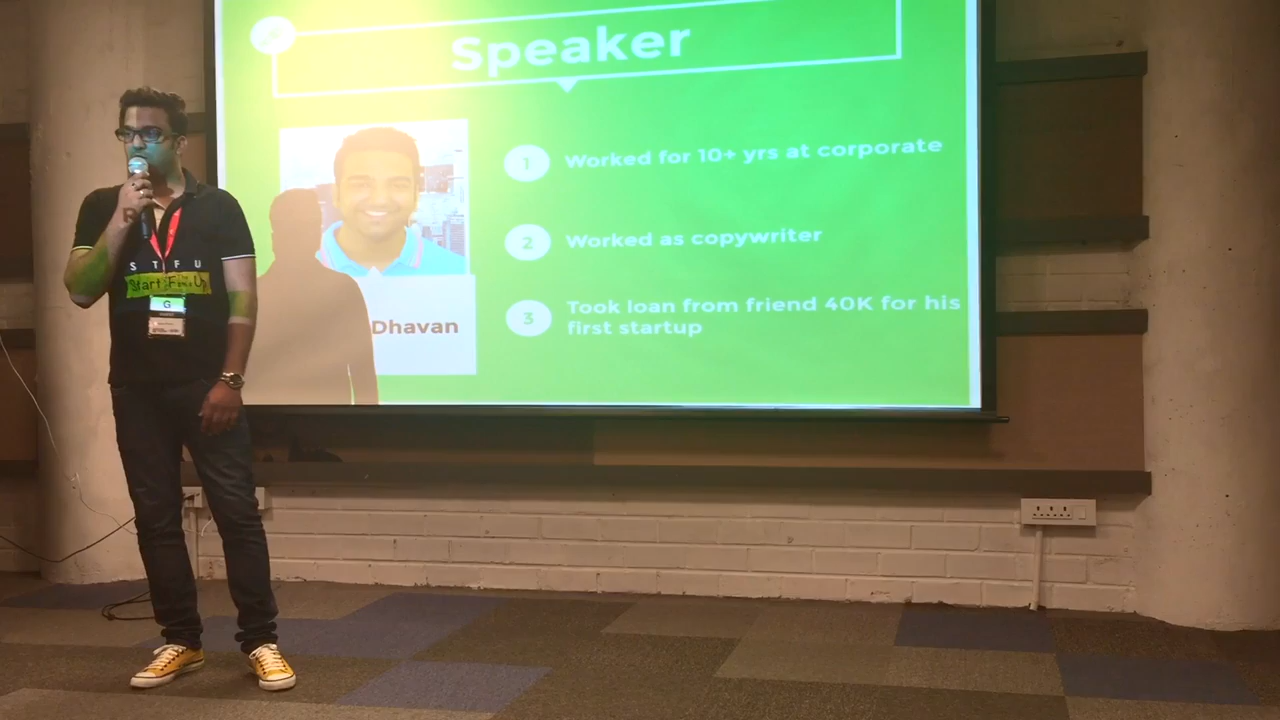 Speaker
1 Worked for 10+ yrs at corporate
2 Worked as copywriter
3 Took loan from friend 40K for his
first startup
Dhavan
R
S T F U
Start The F Up
G